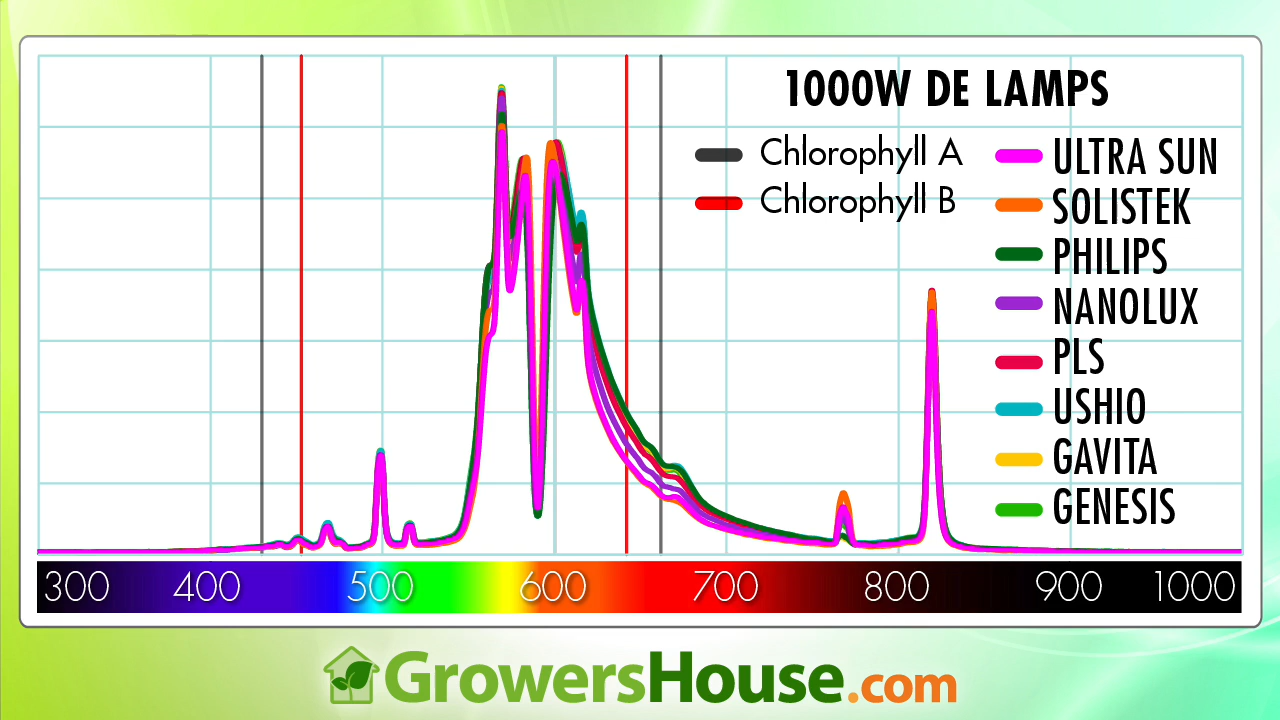 1000W DE LAMPS
Chlorophyll A
Chlorophyll B
ULTRA SUN
SOLISTEK
PHILIPS
NANOLUX
PLS
USHIO
GAVITA
GENESIS
300 400 500 600 700 800 900 1000
GrowersHouse.com